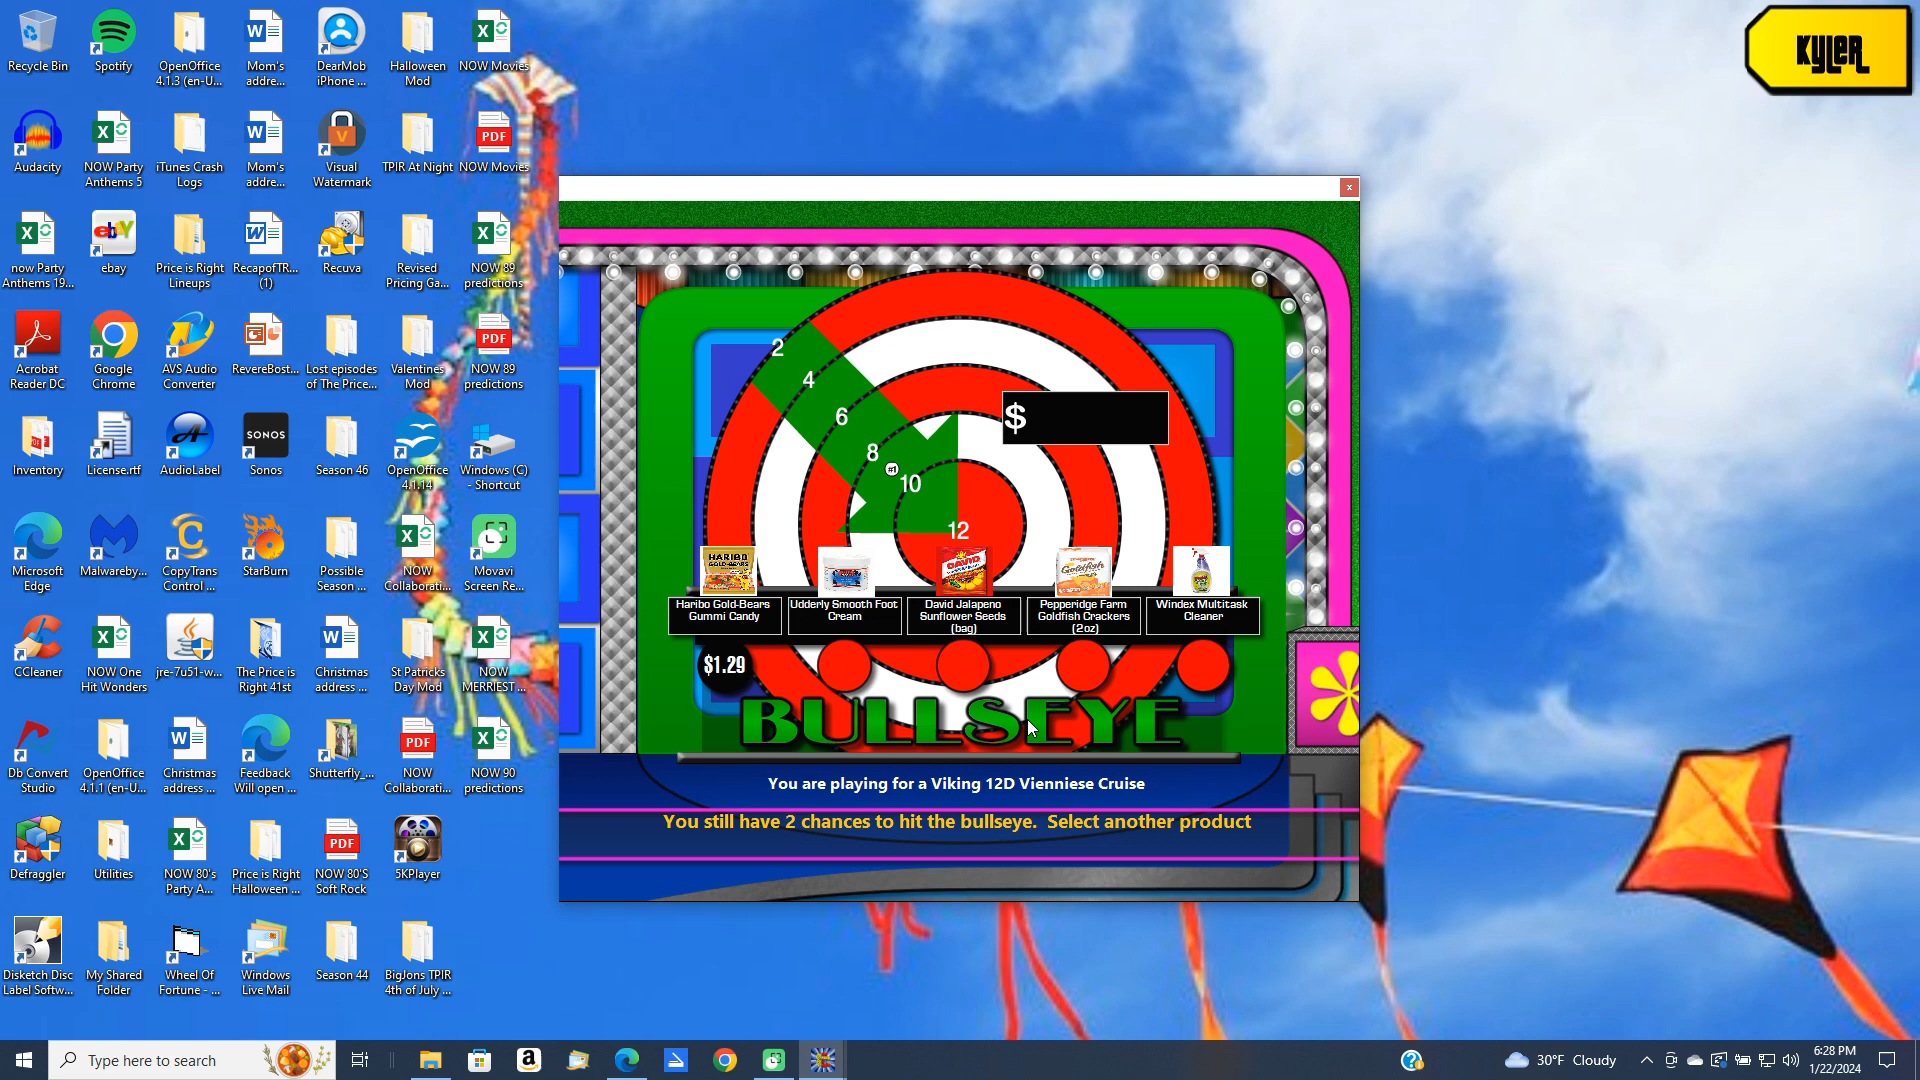 Recycle Bin
Spotify
OpenOffice
4.1.3 (en-U...
Mom's
addre...
DearMob
iPhone ...
Halloween
Mod
NOW Movies
KYLER
Audacity
NOW Party
Anthems 5
iTunes Crash
Logs
Mom's
addre...
Visual
Watermark
TPIR At Night
PDF
NOW Movies
now Party
Anthems 19...
ebay
ebay
Price is Right
Lineups
RecapofTR...
(1)
Recuva
Revised
Pricing Ga...
NOW 89
predictions
Acrobat
Reader DC
Google
Chrome
AVS Audio
Converter
RevereBost...
Lost episodes
of The Price...
Valentines
Mod
PDF
NOW 89
predictions
Inventory
License.rtf
AudioLabel
SONOS
Sonos
Season 46
OpenOffice
4.1.14
Windows (C)
- Shortcut
Microsoft
Edge
Malwareby...
CopyTrans
Control ...
StarBurn
Possible
Season ...
NOW
Collaborati...
Movavi
Screen Re...
CCleaner
NOW One
Hit Wonders
jre-7u51-w...
The Price is
Right 41st
Christmas
address ...
St Patricks
Day Mod
NOW
MERRIEST ...
Db Convert
Studio
OpenOffice
4.1.1 (en-U...
Christmas
address ...
Feedback
Will open ...
Shutterfly_...
PDF
NOW
Collaborati...
NOW 90
predictions
Defraggler
Utilities
NOW 80's
Party A...
Price is Right
Halloween ...
PDF
NOW 80'S
Soft Rock
5KPlayer
Disketch Disc
Label Softw...
My Shared
Folder
Wheel Of
Fortune - ...
Windows
Live Mail
Season 44
BigJons TPIR
4th of July ...
2
4
6
8
#1
10
12
$
HARIBO
GOLD-BEARS
DAVID
Goldfish
Haribo Gold-Bears
Gummi Candy
Udderly Smooth Foot
Cream
David Jalapeno
Sunflower Seeds
(bag)
Pepperidge Farm
Goldfish Crackers
(2oz)
Windex Multitask
Cleaner
$1.29
BULLSEYE
You are playing for a Viking 12D Vienniese Cruise
You still have 2 chances to hit the bullseye. Select another product
Type here to search
30°F Cloudy
6:28 PM
1/22/2024